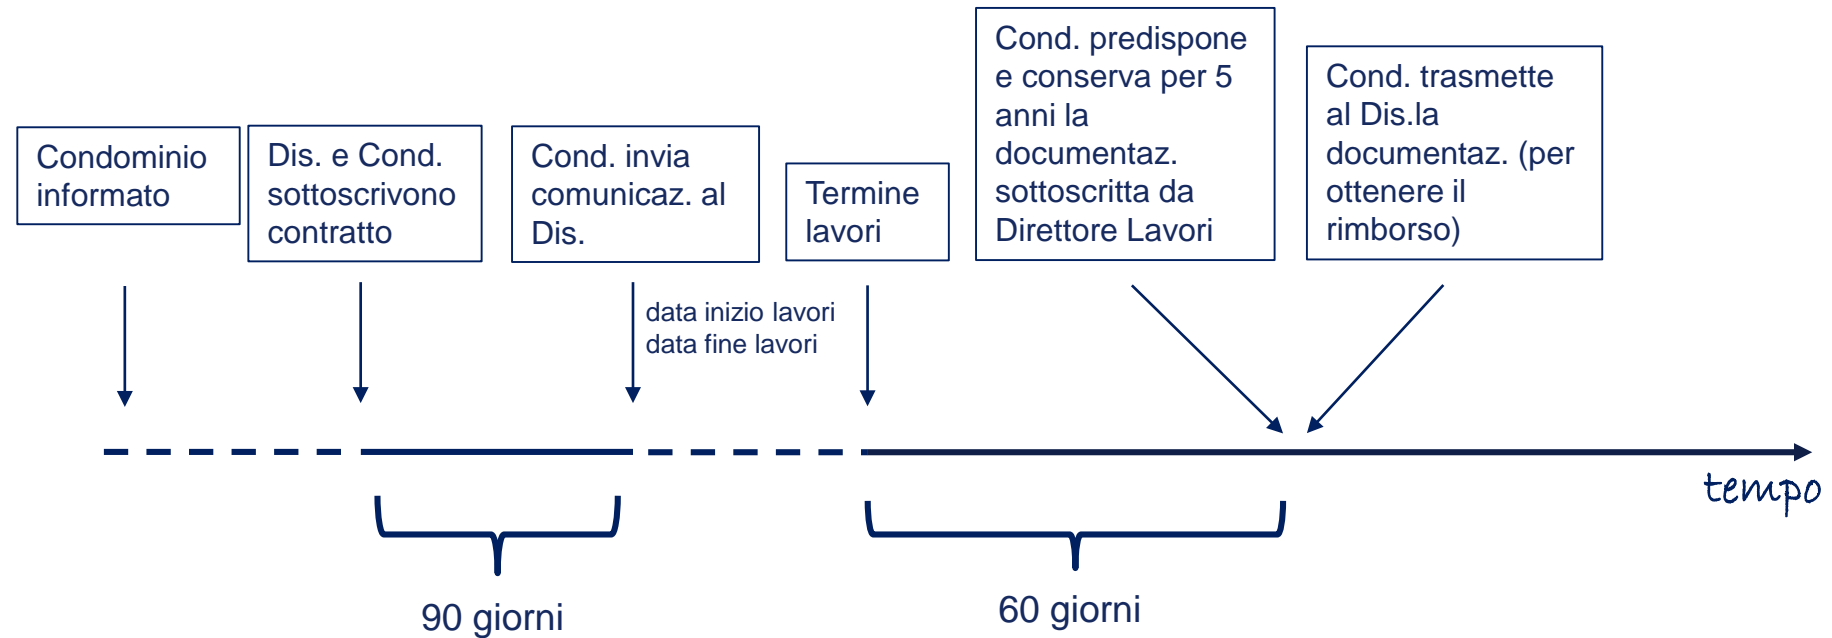 Condominio
informato
Dis. e Cond.
sottoscrivono
contratto
Cond. invia
comunicaz. al
Dis.
Termine
lavori
Cond. predispone
e conserva per 5
anni la
documentaz.
sottoscritta da
Direttore Lavori
Cond. trasmette
al Dis.la
documentaz. (per
ottenere il
rimborso)
data inizio lavori
data fine lavori
tempo
90 giorni
60 giorni